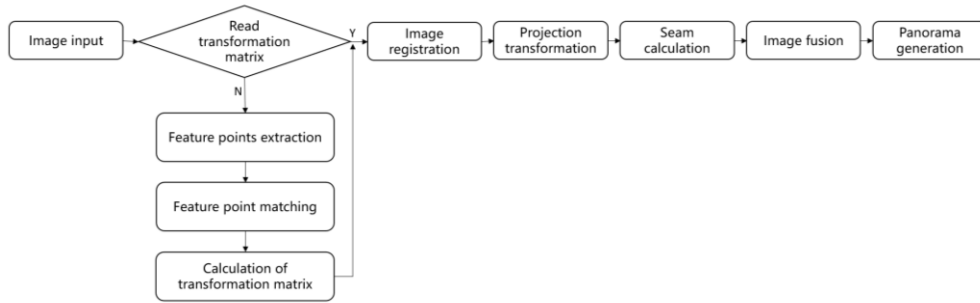 Image input
Read
transformation
matrix
Y
N
Image
registration
Projection
transformation
Seam
calculation
Image fusion
Panorama
generation
Feature points extraction
Feature point matching
Calculation of
transformation matrix